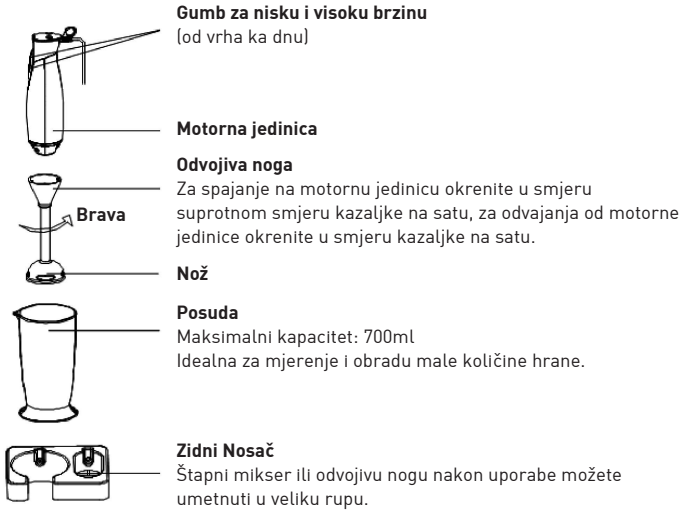 Gumb za nisku i visoku brzinu
(od vrha ka dnu)
Motorna jedinica
Odvojiva noga
Za spajanje na motornu jedinicu okrenite u smjeru
suprotnom smjeru kazaljke na satu, za odvajanja od motorne
jedinice okrenite u smjeru kazaljke na satu.
Brava
Nož
Posuda
Maksimalni kapacitet: 700ml
Idealna za mjerenje i obradu male količine hrane.
Zidni Nosač
Štapni mikser ili odvojivu nogu nakon uporabe možete
umetnuti u veliku rupu.